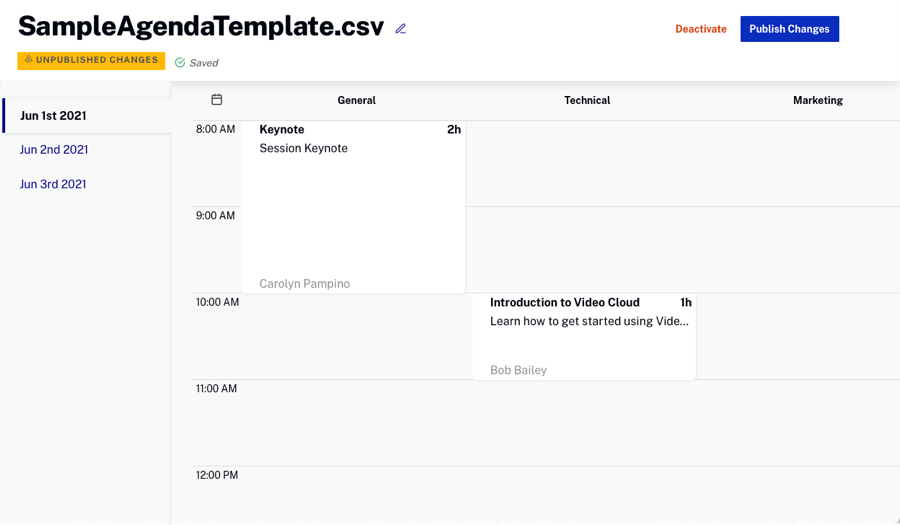 SampleAgendaTemplate.csv
Deactivate
Publish Changes
UNPUBLISHED CHANGES
Saved
Jun 1st 2021
Jun 2nd 2021
Jun 3rd 2021
General Technical Marketing
8:00 AM
Keynote 2h
Session Keynote
Carolyn Pampino
9:00 AM
10:00 AM
Introduction to Video Cloud 1h
Learn how to get started using Vide...
Bob Bailey
11:00 AM
12:00 PM